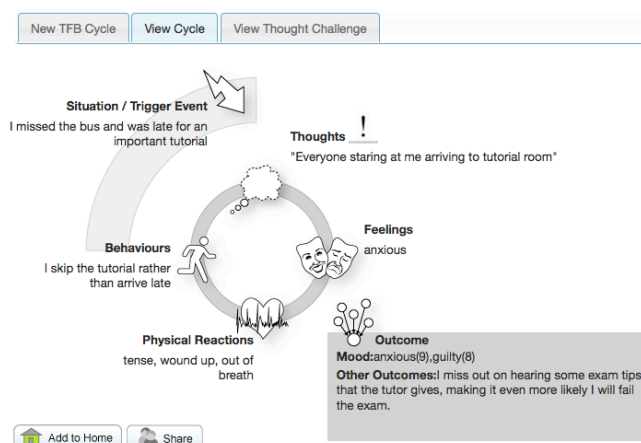 New TFB Cycle
View Cycle
View Thought Challenge
Situation / Trigger Event
I missed the bus and was late for an
important tutorial
Thoughts !
"Everyone staring at me arriving to tutorial room"
Feelings
anxious
Behaviours
I skip the tutorial rather
than arrive late
Physical Reactions
tense, wound up, out of
breath
Outcome
Mood:anxious(9),guilty(8)
Other Outcomes:I miss out on hearing some exam tips
that the tutor gives, making it even more likely I will fail
the exam.
Add to Home
Share